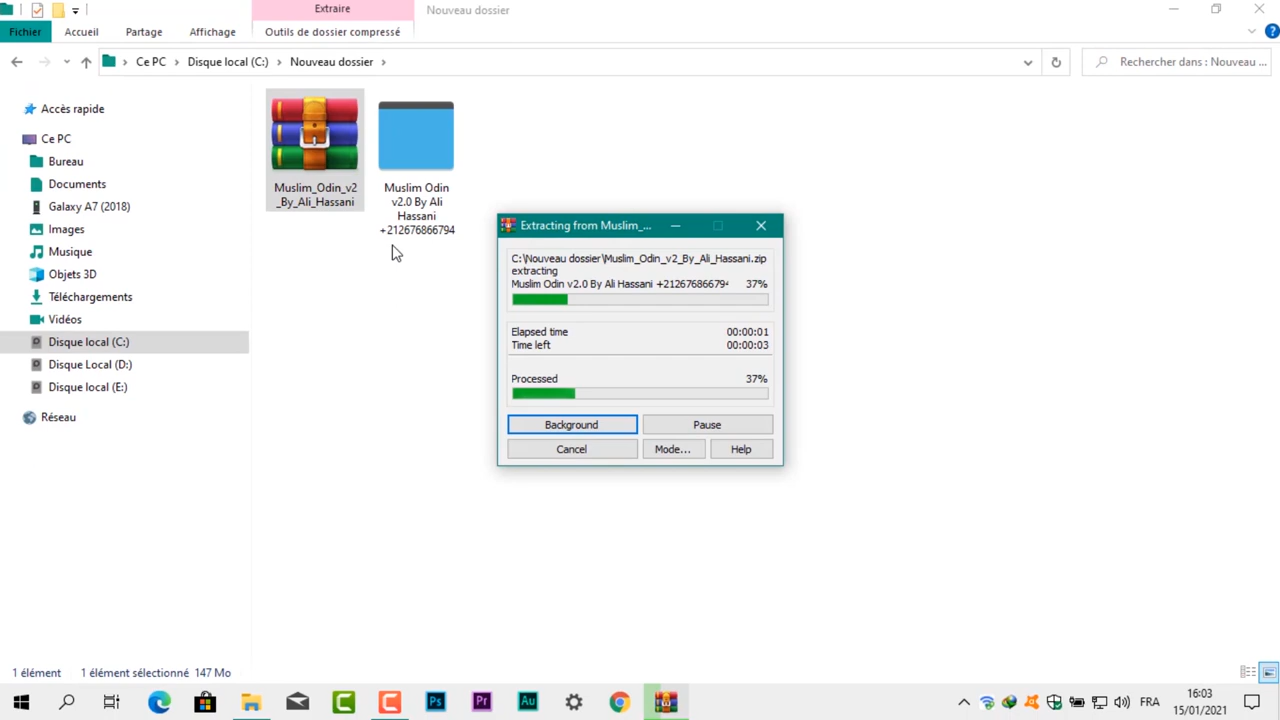 Extraire
Nouveau dossier
Fichier
Accueil
Partage
Affichage
Outils de dossier compressé
Ce PC
Disque local (C:)
Nouveau dossier
Rechercher dans : Nouveau ...
Accès rapide
Ce PC
Bureau
Documents
Galaxy A7 (2018)
Images
Musique
Objets 3D
Téléchargements
Vidéos
Disque local (C:)
Disque Local (D:)
Disque local (E:)
Réseau
Muslim_Odin_v2
_By_Ali_Hassani
Muslim Odin
v2.0 By Ali
Hassani
+212676866794
Extracting from Muslim_...
C:\Nouveau dossier\Muslim_Odin_v2_By_Ali_Hassani.zip
extracting
Muslim Odin v2.0 By Ali Hassani +212676866794 37%
Elapsed time 00:00:01
Time left 00:00:03
Processed 37%
Background
Pause
Cancel
Mode...
Help
1 élément
1 élément sélectionné 147 Mo
Ps
Pr
Au
FR
16:03
15/01/2021